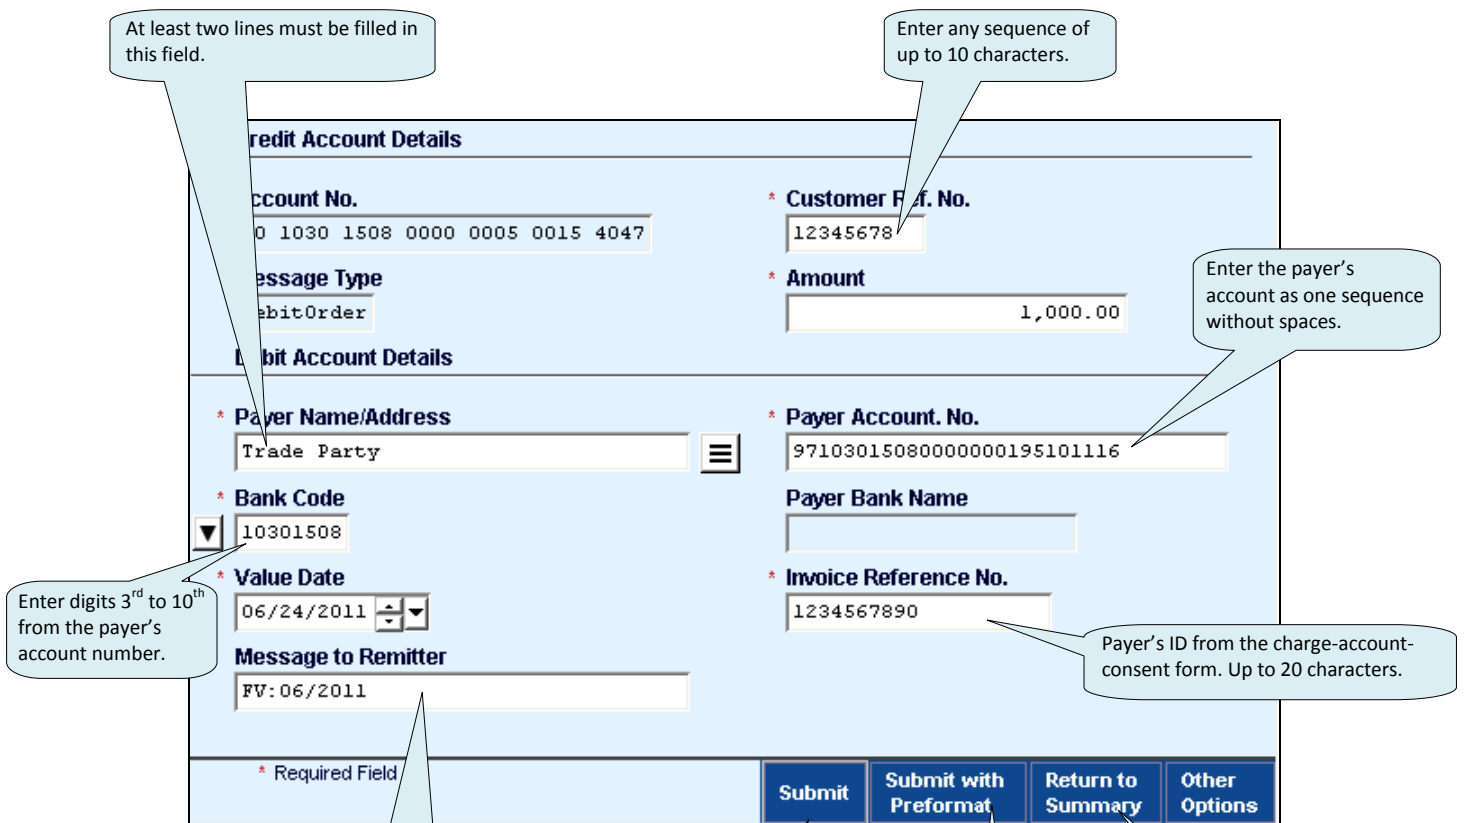 At least two lines must be filled in
this field.
Enter any sequence of
up to 10 characters.
redit Account Details
ccount No.
* Customer Ref. No.
0 1030 1508 0000 0005 0015 4047
12345678
essage Type
* Amount
ebitOrder
1,000.00
Enter the payer's
account as one sequence
without spaces.
bit Account Details
* Payer Name/Address
* Payer Account. No.
Trade Party
97103015080000000195101116
* Bank Code
Payer Bank Name
10301508
* Value Date
* Invoice Reference No.
06/24/2011
1234567890
Enter digits 3rd to 10th
from the payer's
account number.
Message to Remitter
FV:06/2011
Payer's ID from the charge-account-
consent form. Up to 20 characters.
* Required Field
Submit
Submit with
Preformat
Return to
Summary
Other
Options